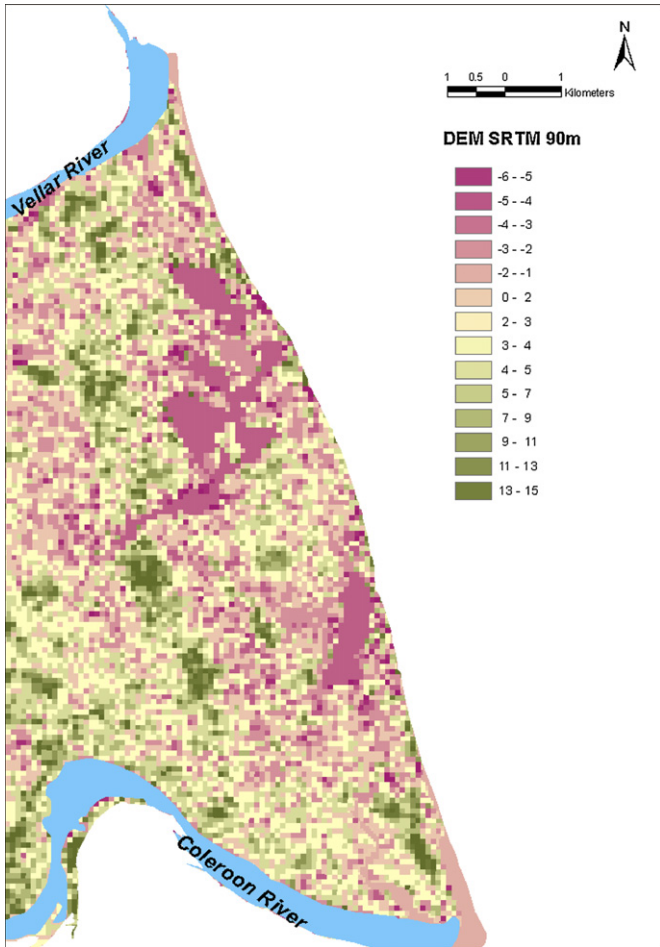 N
1 0.5 0 1
Kilometers
DEM SRTM 90m
-6 - -5
-5 - -4
-4 - -3
-3 - -2
-2 - -1
0 - 2
2 - 3
3 - 4
4 - 5
5 - 7
7 - 9
9 - 11
11 - 13
13 - 15
Vellar River
Coleroon River